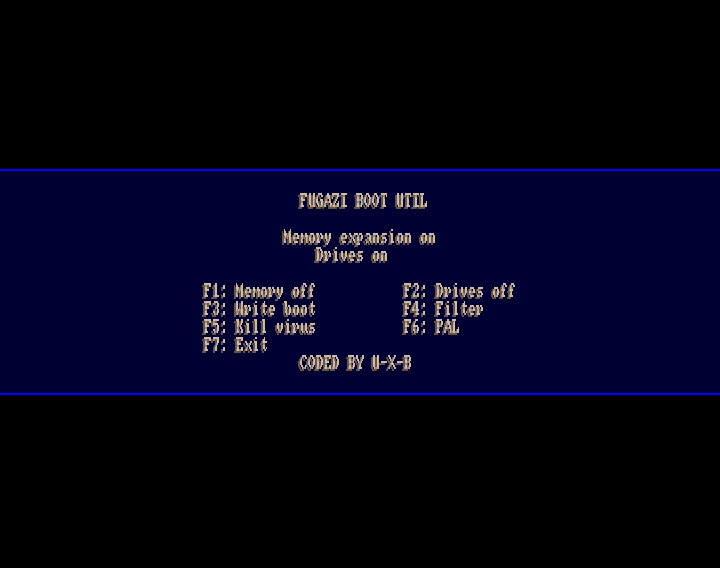 FUGAZI BOOT UTIL
Memory expansion on
Drives on
F1: Memory off F2: Drives off
F3: Write boot F4: Filter
F5: Kill virus F6: PAL
F7: Exit
CODED BY U-X-B